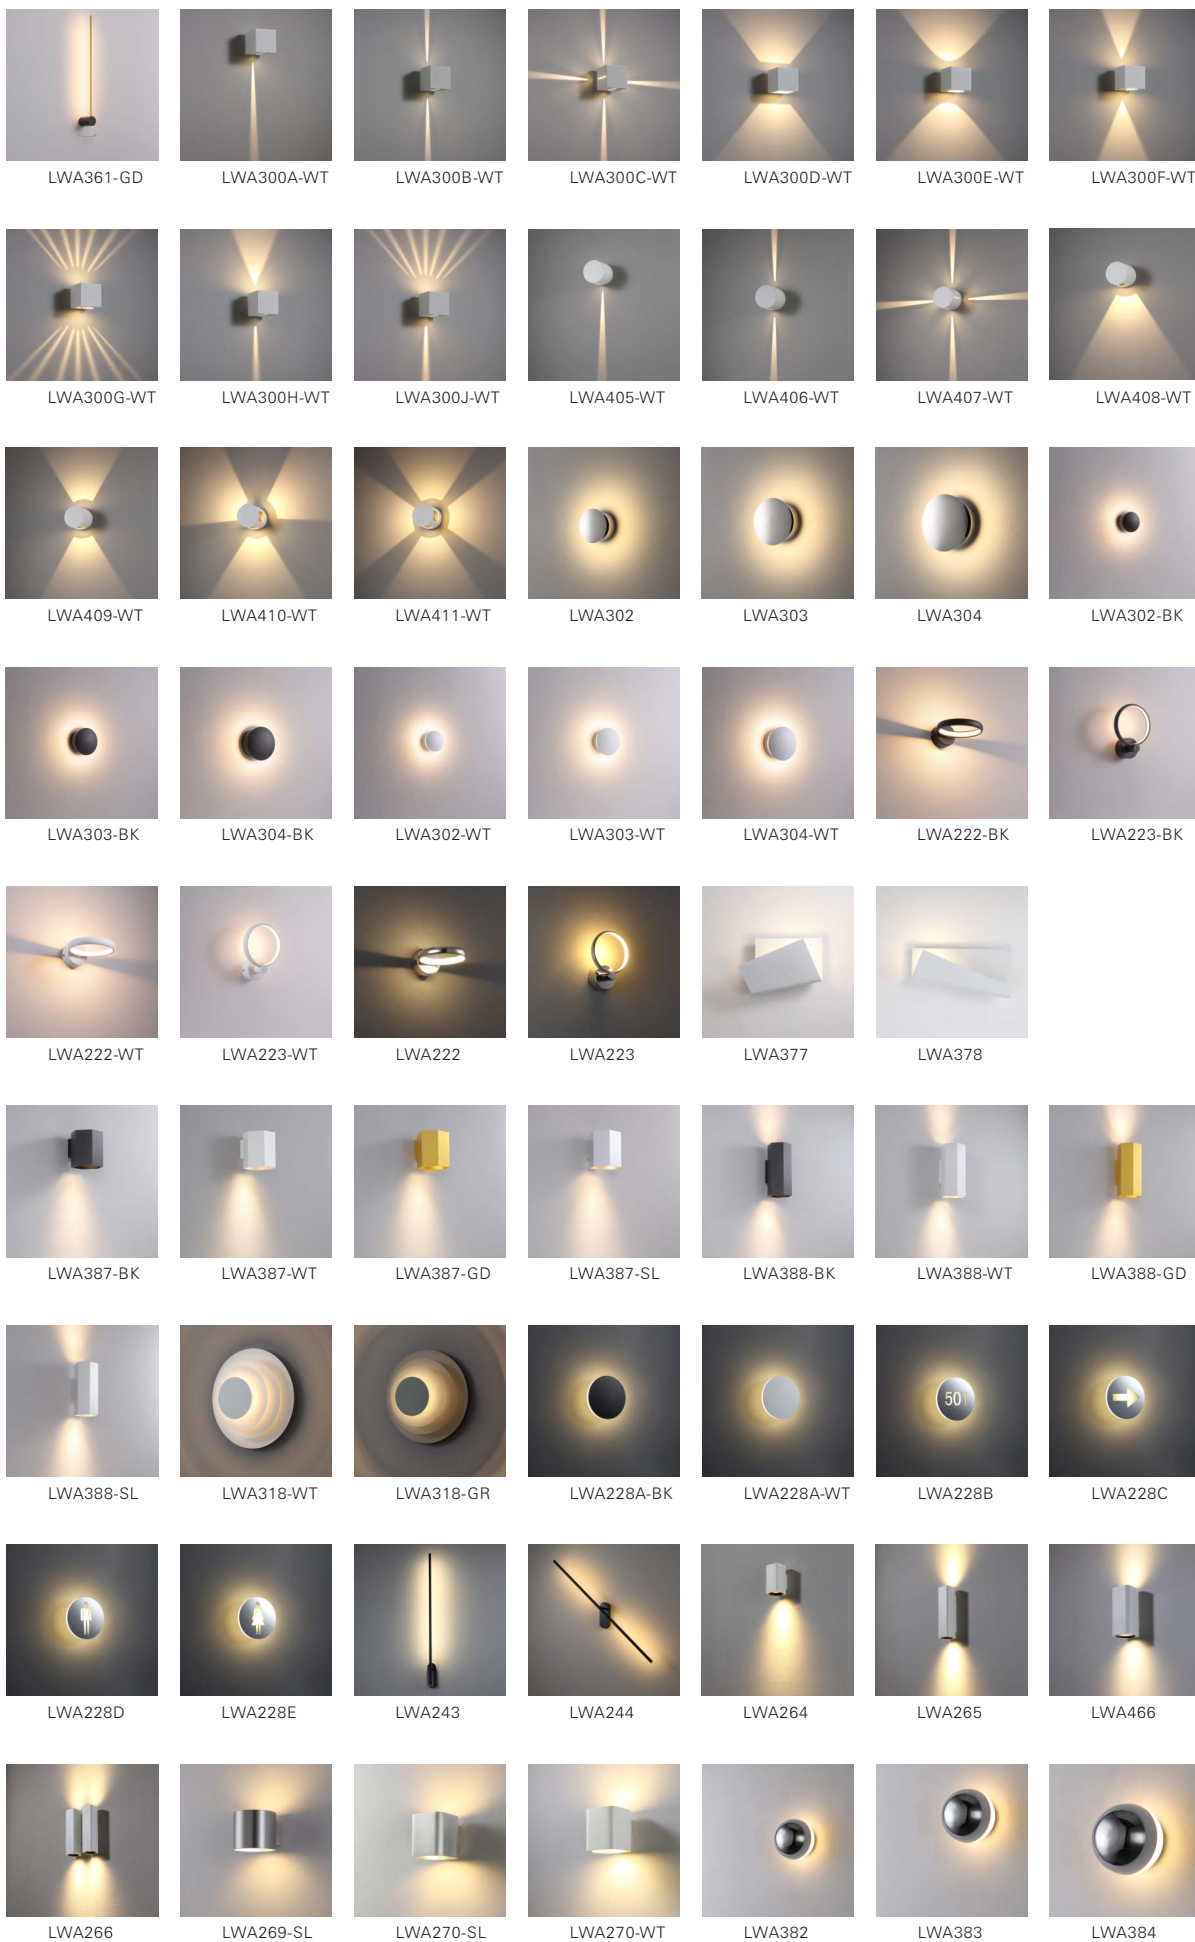 LWA361-GD LWA300A-WT LWA300B-WT LWA300C-WT LWA300D-WT LWA300E-WT LWA300F-WT
LWA300G-WT LWA300H-WT LWA300J-WT LWA405-WT LWA406-WT LWA407-WT LWA408-WT
LWA409-WT LWA410-WT LWA411-WT LWA302 LWA303 LWA304 LWA302-BK
LWA303-BK LWA304-BK LWA302-WT LWA303-WT LWA304-WT LWA222-BK LWA223-BK
LWA222-WT LWA223-WT LWA222 LWA223 LWA377 LWA378
LWA387-BK LWA387-WT LWA387-GD LWA387-SL LWA388-BK LWA388-WT LWA388-GD
501
LWA388-SL LWA318-WT LWA318-GR LWA228A-BK LWA228A-WT LWA228B LWA228C
LWA228D LWA228E LWA243 LWA244 LWA264 LWA265 LWA466
LWA266 LWA269-SL LWA270-SL LWA270-WT LWA382 LWA383 LWA384